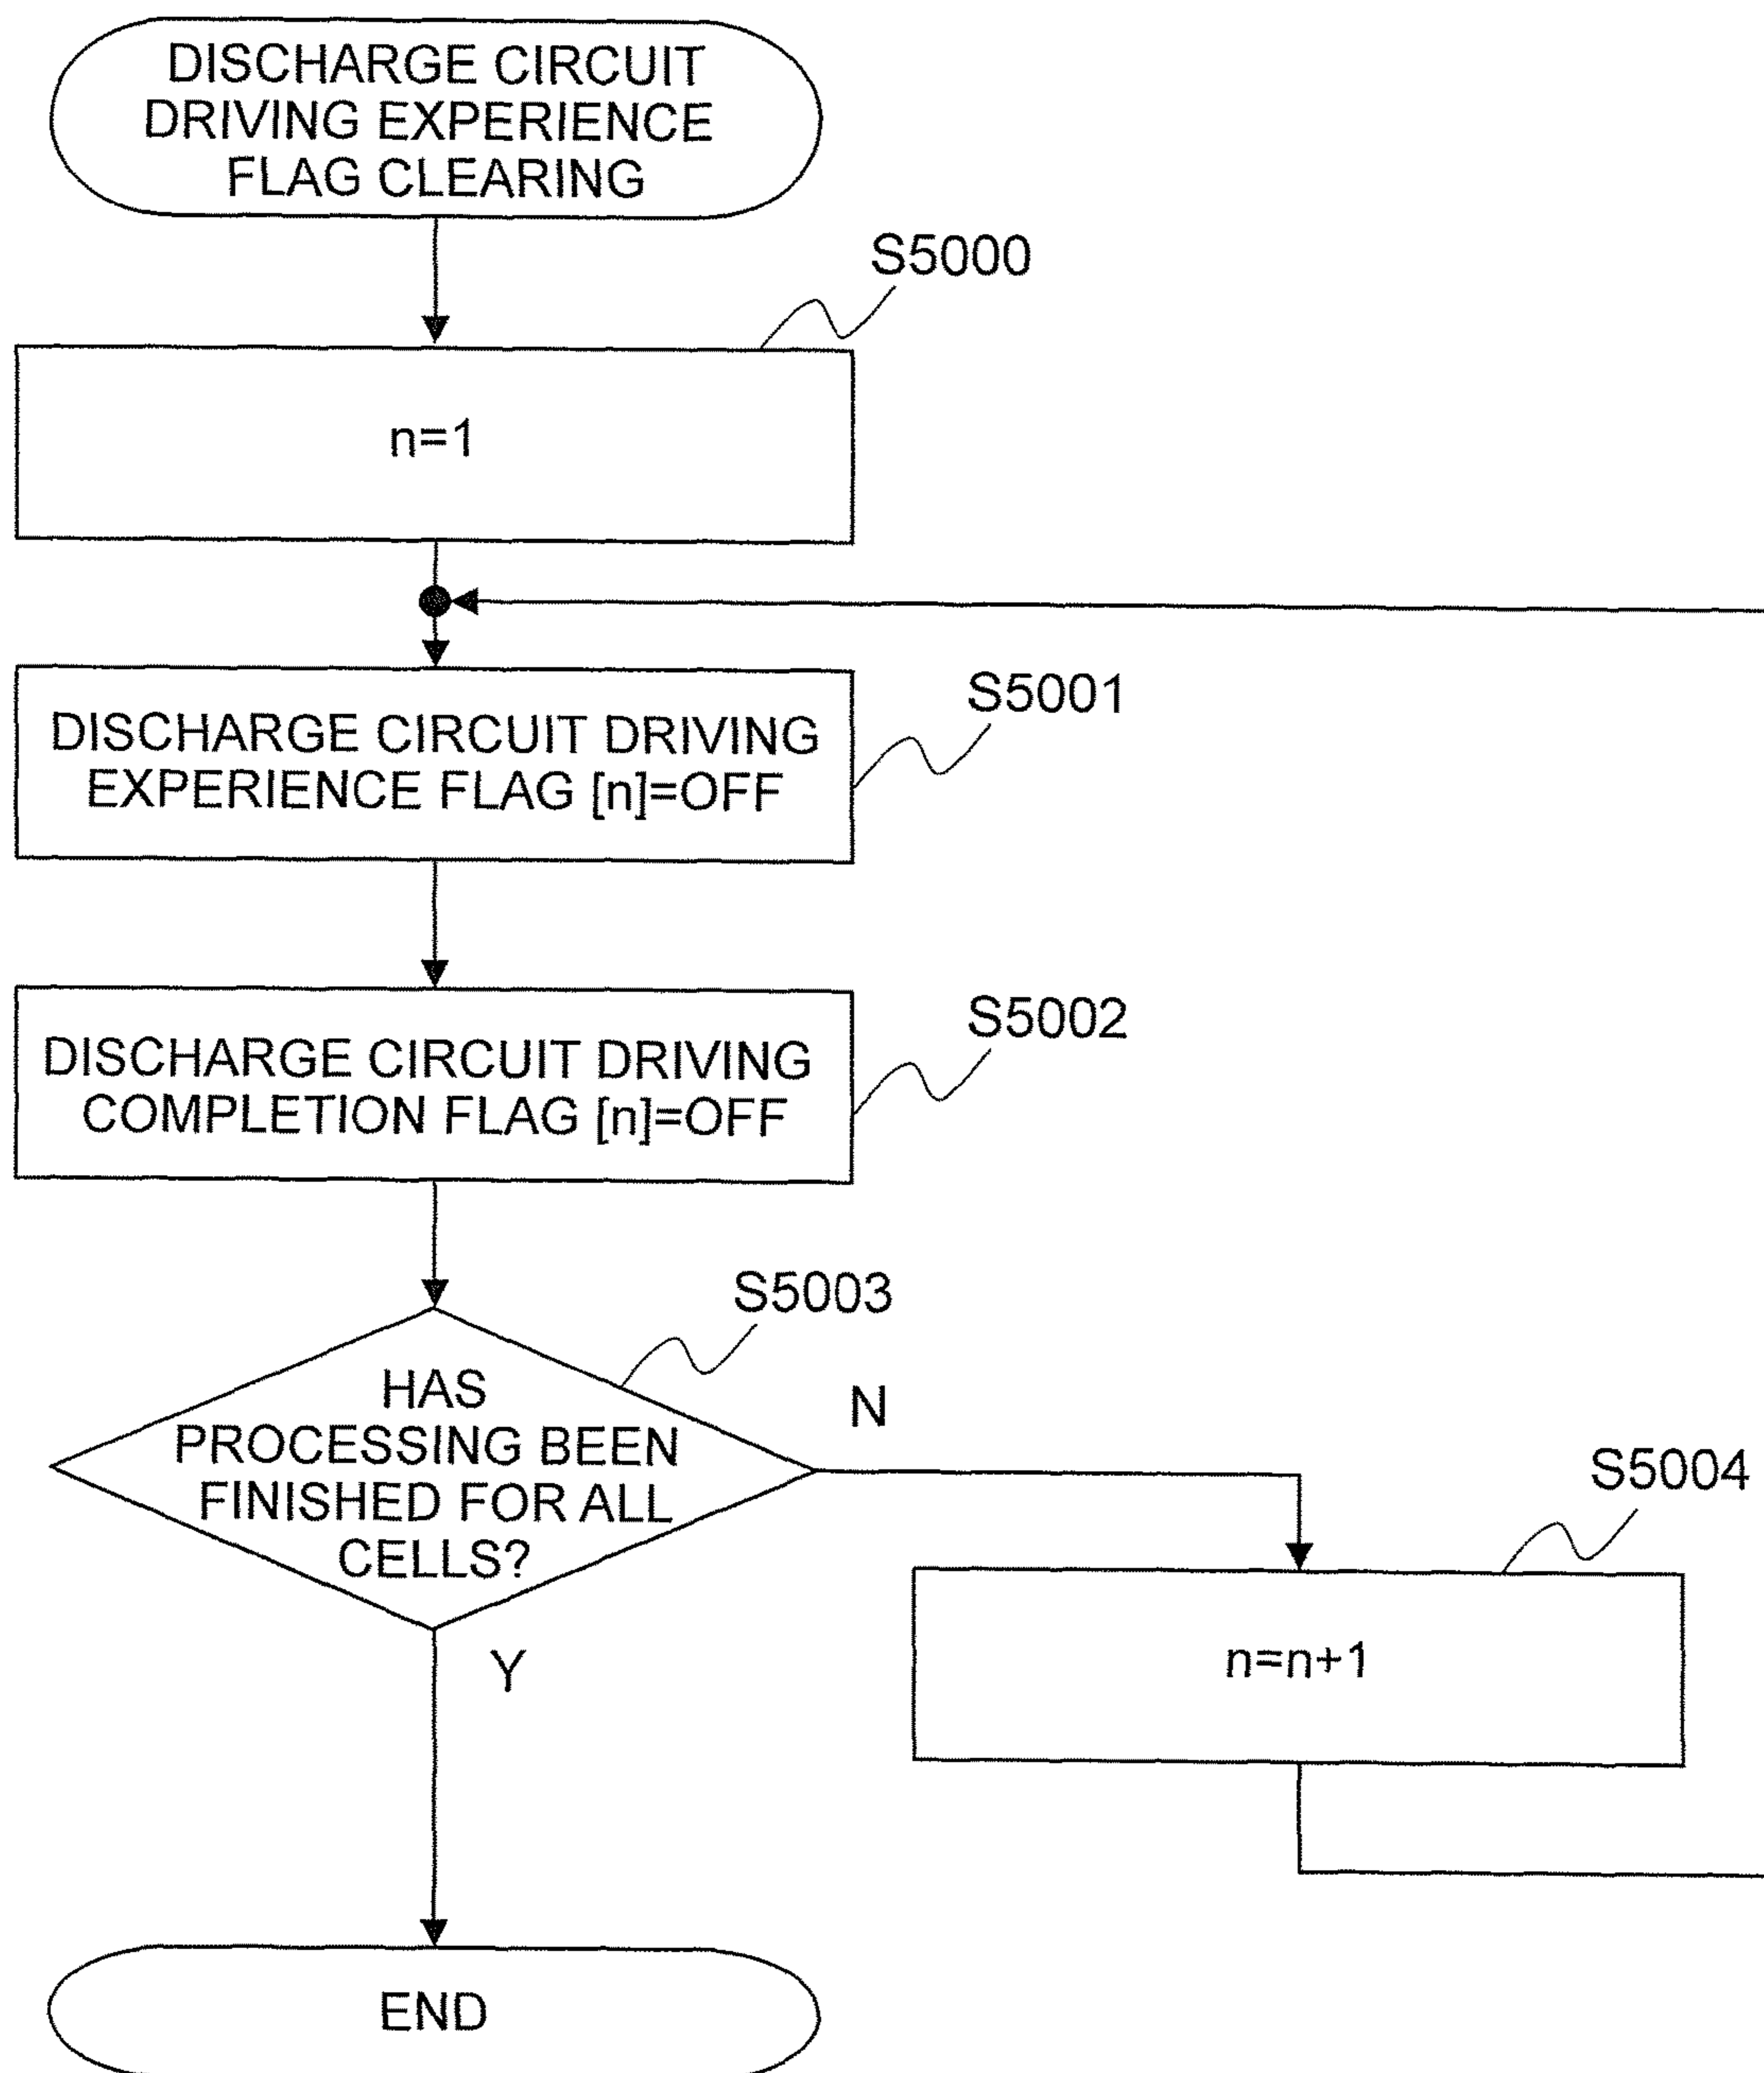 DISCHARGE CIRCUIT
DRIVING EXPERIENCE
FLAG CLEARING
S5000
n=1
S5001
DISCHARGE CIRCUIT DRIVING
EXPERIENCE FLAG [n]=OFF
S5002
DISCHARGE CIRCUIT DRIVING
COMPLETION FLAG [n]=OFF
S5003
HAS
PROCESSING BEEN
FINISHED FOR ALL
CELLS?
N
S5004
n=n+1
Y
END